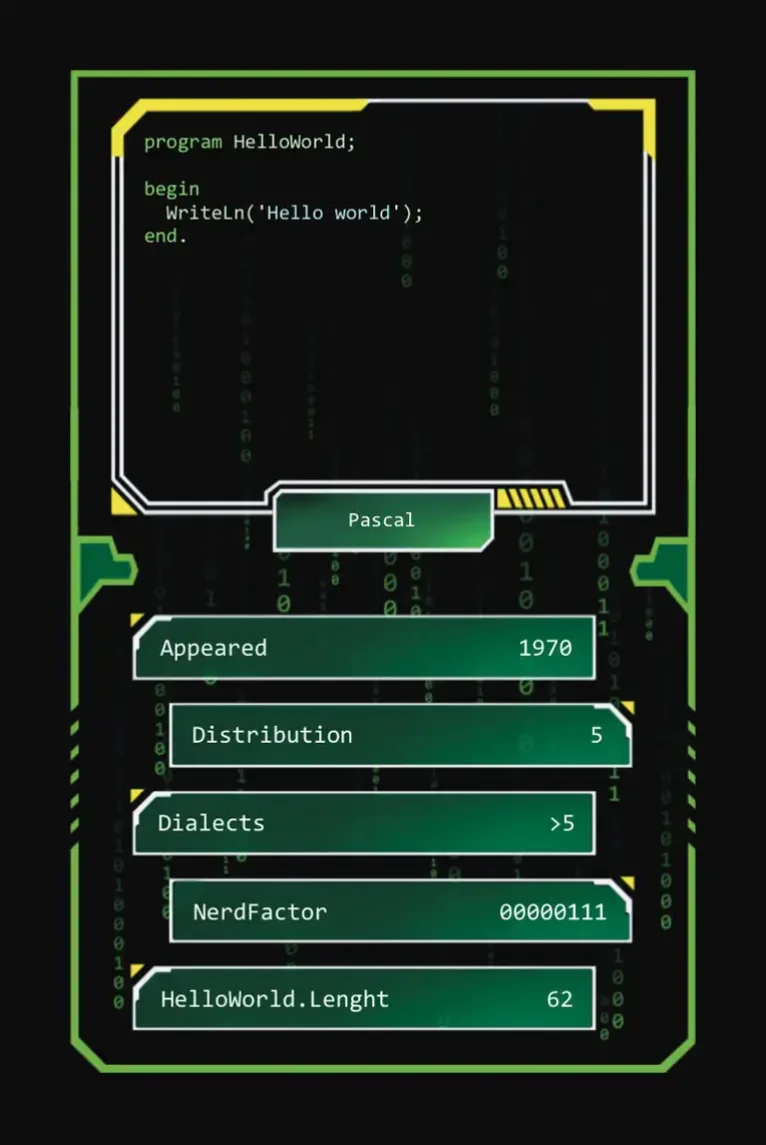 program HelloWorld;
begin
  WriteLn('Hello world');
end.
Pascal
Appeared 1970
Distribution 5
Dialects >5
NerdFactor 00000111
HelloWorld.Lenght 62